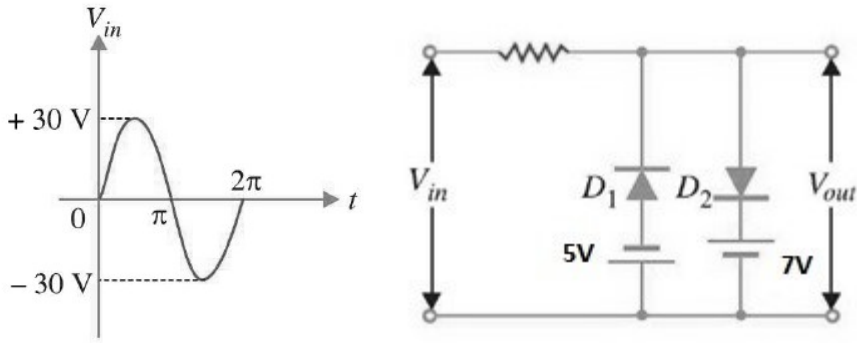 V_in
+ 30 V
0
π
2π
t
– 30 V
V_in
D_1
D_2
V_out
5V
7V